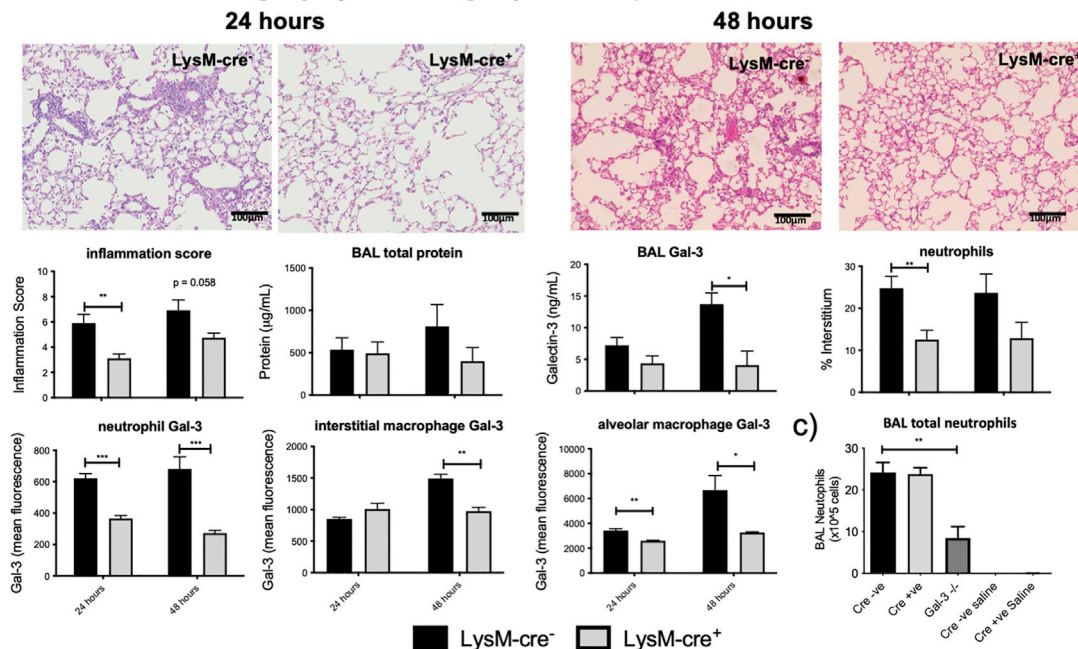 24 hours
48 hours
LysM-cre-
LysM-cre+
LysM-cre-
LysM-cre+
100µm
100µm
100µm
100µm
inflammation score
Inflammation Score
8
6
4
2
0
**
p = 0.058
BAL total protein
Protein (µg/mL)
1500
1000
500
0
BAL Gal-3
Galectin-3 (ng/mL)
20
15
10
5
0
*
neutrophils
% Interstitium
30
20
10
0
**
neutrophil Gal-3
Gal-3 (mean fluorescence)
800
600
400
200
0
***
***
24 hours
48 hours
interstitial macrophage Gal-3
Gal-3 (mean fluorescence)
2000
1500
1000
500
0
**
24 hours
48 hours
alveolar macrophage Gal-3
Gal-3 (mean fluorescence)
10000
8000
6000
4000
2000
0
**
*
24 hours
48 hours
c)
BAL total neutrophils
BAL Neutrophils
(x10^5 cells)
30
20
10
0
**
Cre -ve
Cre +ve
Gal-3 -/-
Cre -ve saline
Cre +ve Saline
LysM-cre-
LysM-cre+